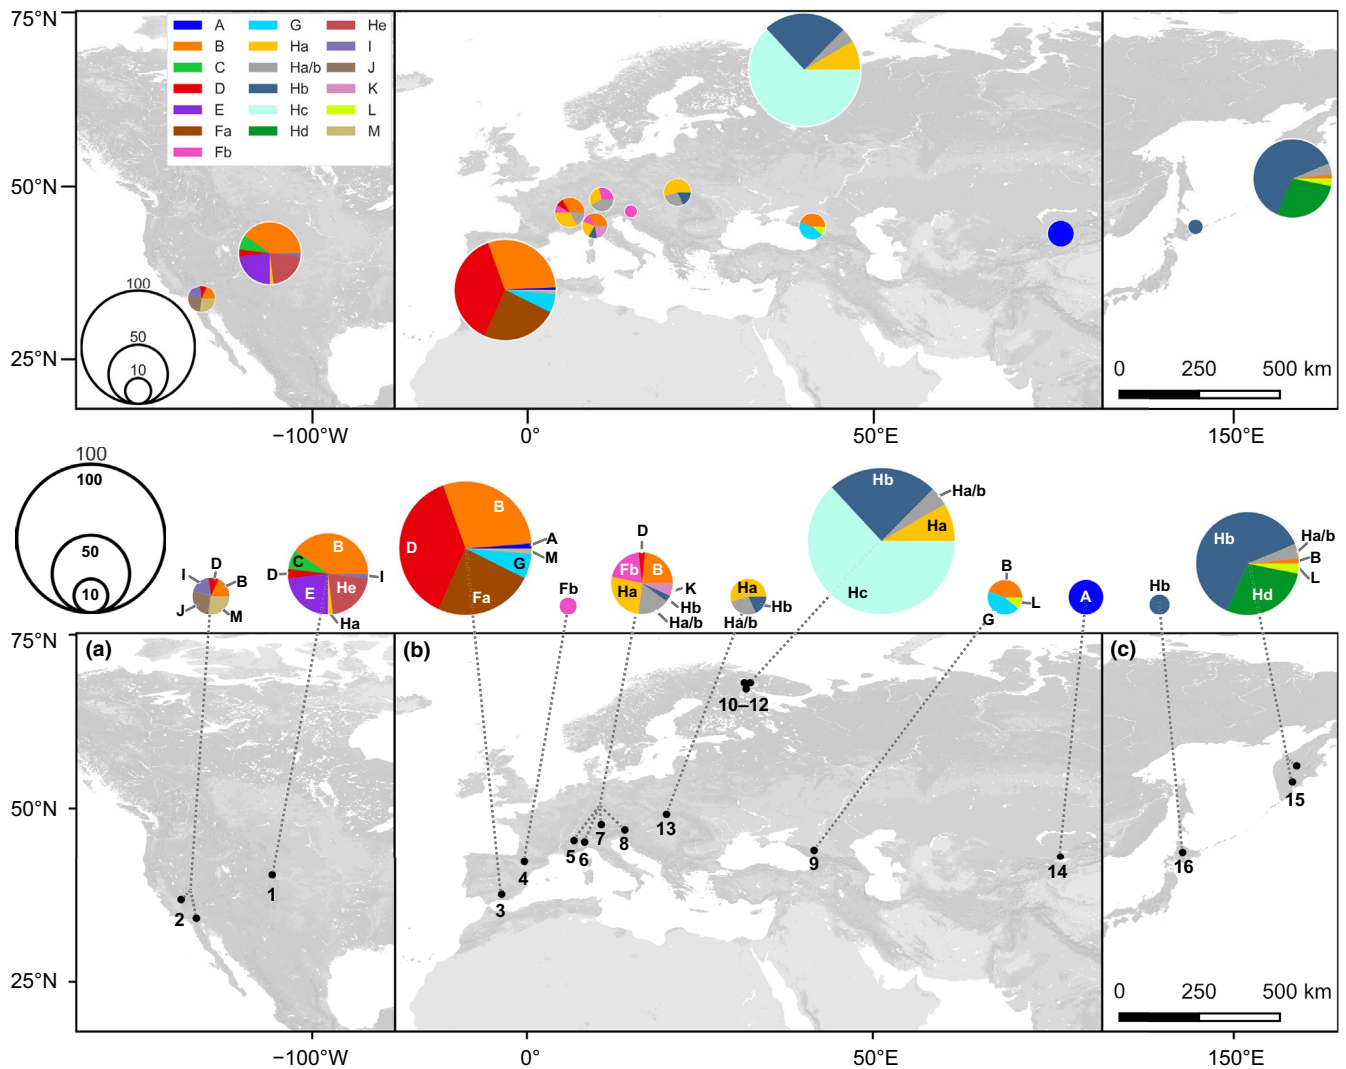 75°N
50°N
25°N
A
B
C
D
E
Fa
Fb
G
Ha
Ha/b
Hb
Hc
Hd
He
I
J
K
L
M
100
50
10
0 250 500 km
−100°W 0° 50°E 150°E
100
100
50
10
I
D
B
J
M
B
C
D
E
He
I
Ha
B
D
A
M
G
Fa
Fb
D
Fb
B
K
Ha
Hb
Ha/b
Ha
Hb
Ha/b
Hb
Ha/b
Ha
Hc
B
L
G
A
Hb
Hb
Ha/b
B
L
Hd
75°N
50°N
25°N
(a)
(b)
(c)
10–12
15
13
7
8
5
6
4
9
14
16
1
2
3
0 250 500 km
−100°W 0° 50°E 150°E